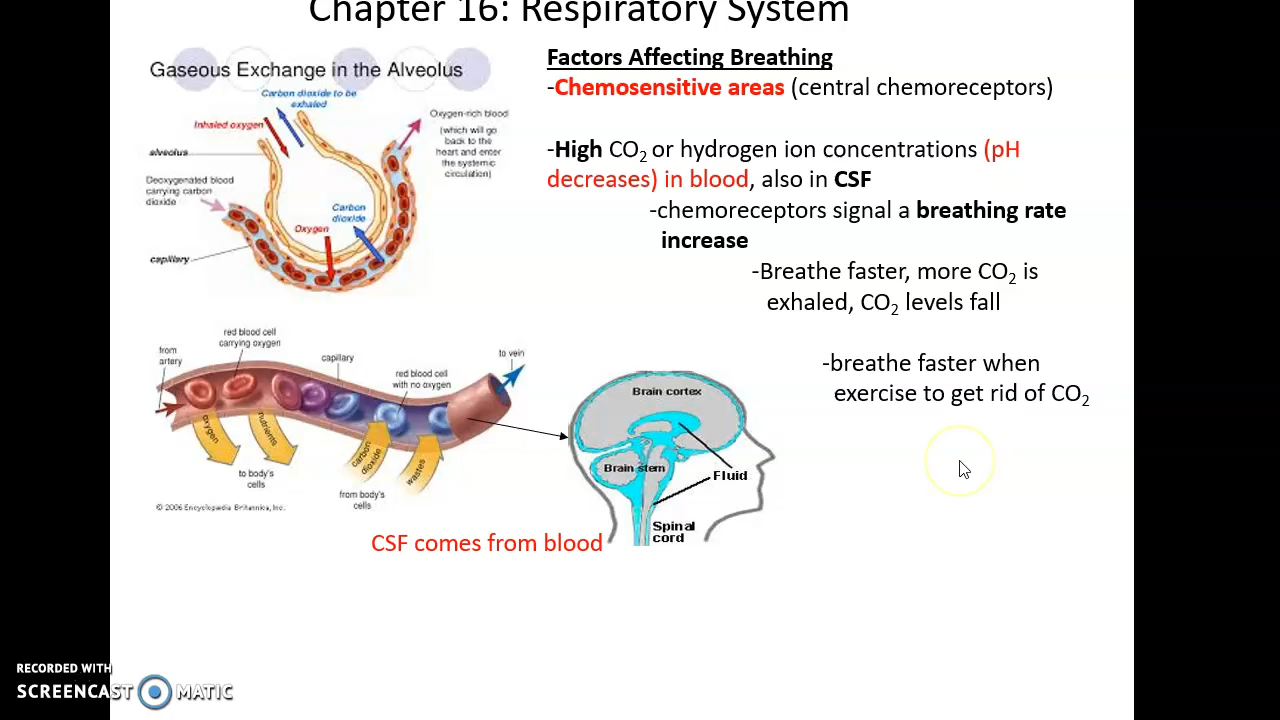 Chapter 16: Respiratory System
Gaseous Exchange in the Alveolus
Carbon dioxide to be
exhaled
Inhaled oxygen
alveolus
Deoxygenated blood
carrying carbon
dioxide
Carbon
dioxide
Oxygen
capillary
Oxygen-rich blood
(which will go
back to the
heart and enter
the systemic
circulation)
Factors Affecting Breathing
-Chemosensitive areas (central chemoreceptors)
-High CO2 or hydrogen ion concentrations (pH
decreases) in blood, also in CSF
-chemoreceptors signal a breathing rate
increase
-Breathe faster, more CO2 is
exhaled, CO2 levels fall
-breathe faster when
exercise to get rid of CO2
from
artery
red blood cell
carrying oxygen
capillary
red blood cell
with no oxygen
to vein
oxygen
nutrients
carbon
dioxide
wastes
to body's
cells
from body's
cells
© 2006 Encyclopædia Britannica, Inc.
Brain cortex
Brain stem
Fluid
Spinal
cord
CSF comes from blood
RECORDED WITH
SCREENCAST MATIC